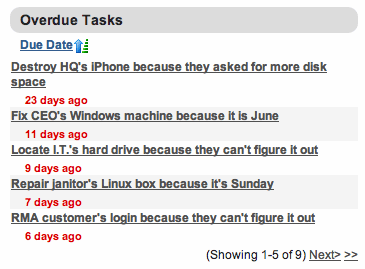 Overdue Tasks
Due Date
Destroy HQ's iPhone because they asked for more disk
space
23 days ago
Fix CEO's Windows machine because it is June
11 days ago
Locate I.T.'s hard drive because they can't figure it out
9 days ago
Repair janitor's Linux box because it's Sunday
7 days ago
RMA customer's login because they can't figure it out
6 days ago
(Showing 1-5 of 9) Next> >>